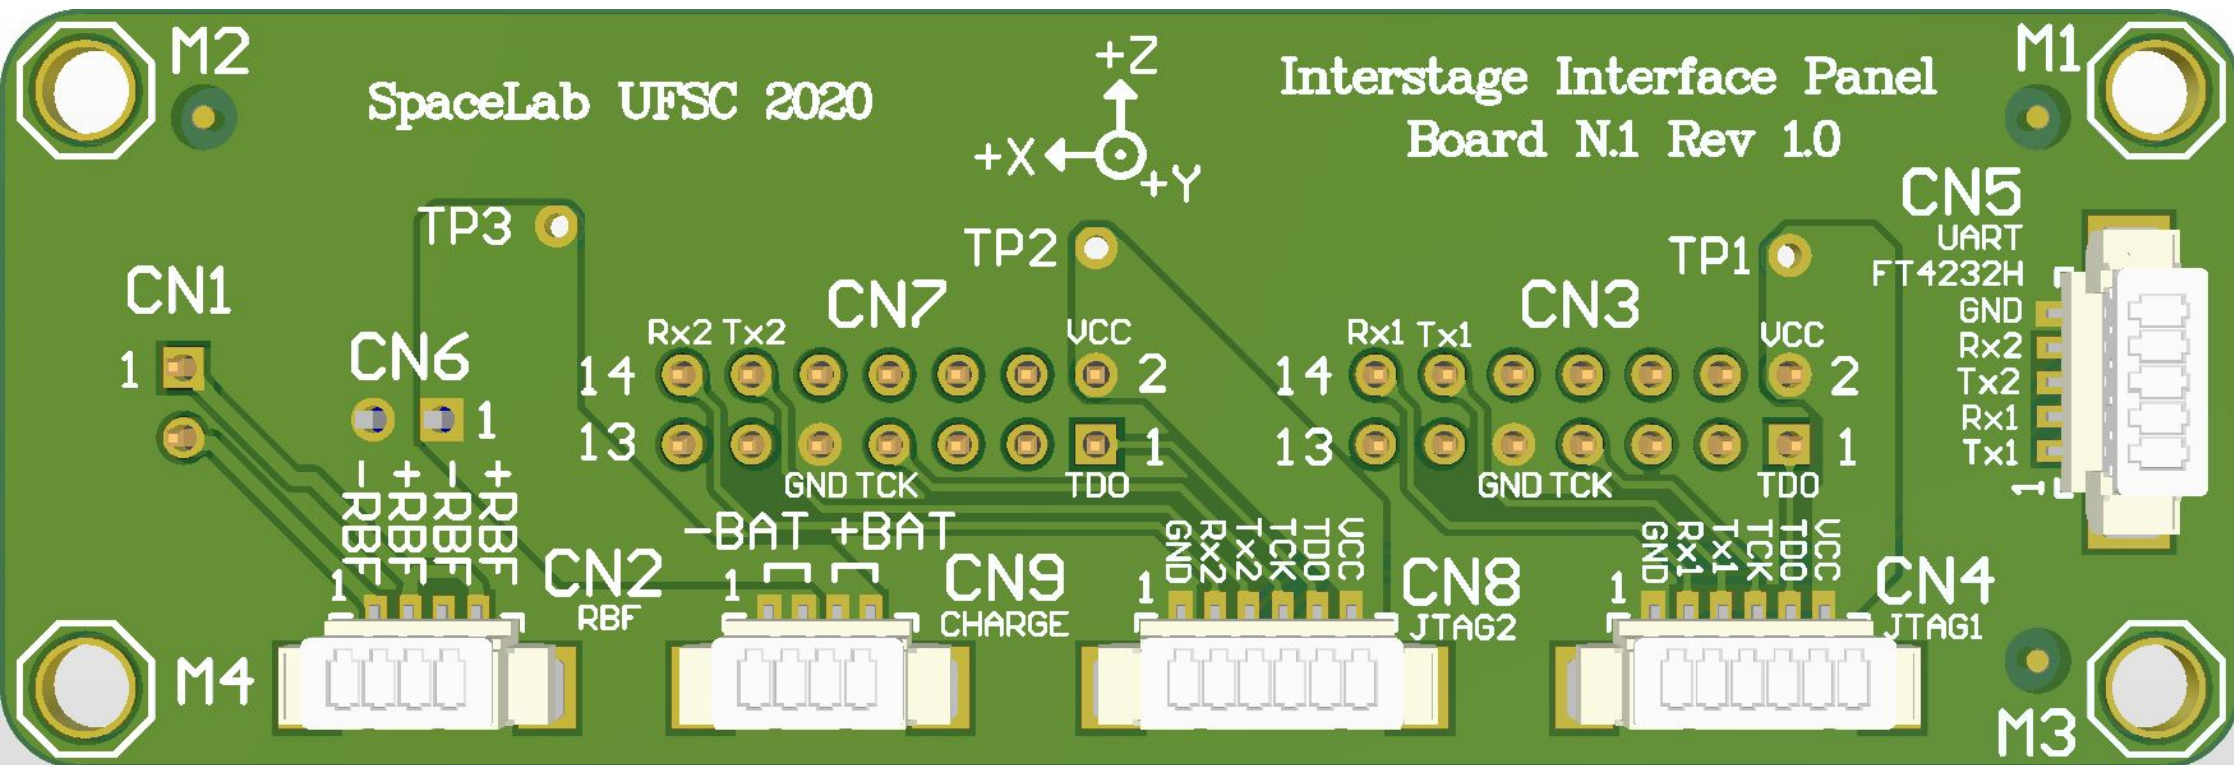 M2
SpaceLab UFSC 2020
+Z
+X
+Y
Interstage Interface Panel
Board N.1 Rev 1.0
M1
CN5
UART
FT4232H
GND
Rx2
Tx2
Rx1
Tx1
1
TP3
TP2
TP1
CN1
1
CN6
1
CN7
Rx2 Tx2
VCC
14
2
13
1
GND TCK
TDO
CN3
Rx1 Tx1
VCC
14
2
13
1
GND TCK
TDO
-RBF
+RBF
-RBF
+RBF
1
CN2
RBF
-BAT +BAT
1
CN9
CHARGE
GND
Rx2
Tx2
TCK
TDO
VCC
1
CN8
JTAG2
GND
Rx1
Tx1
TCK
TDO
VCC
1
CN4
JTAG1
M4
M3